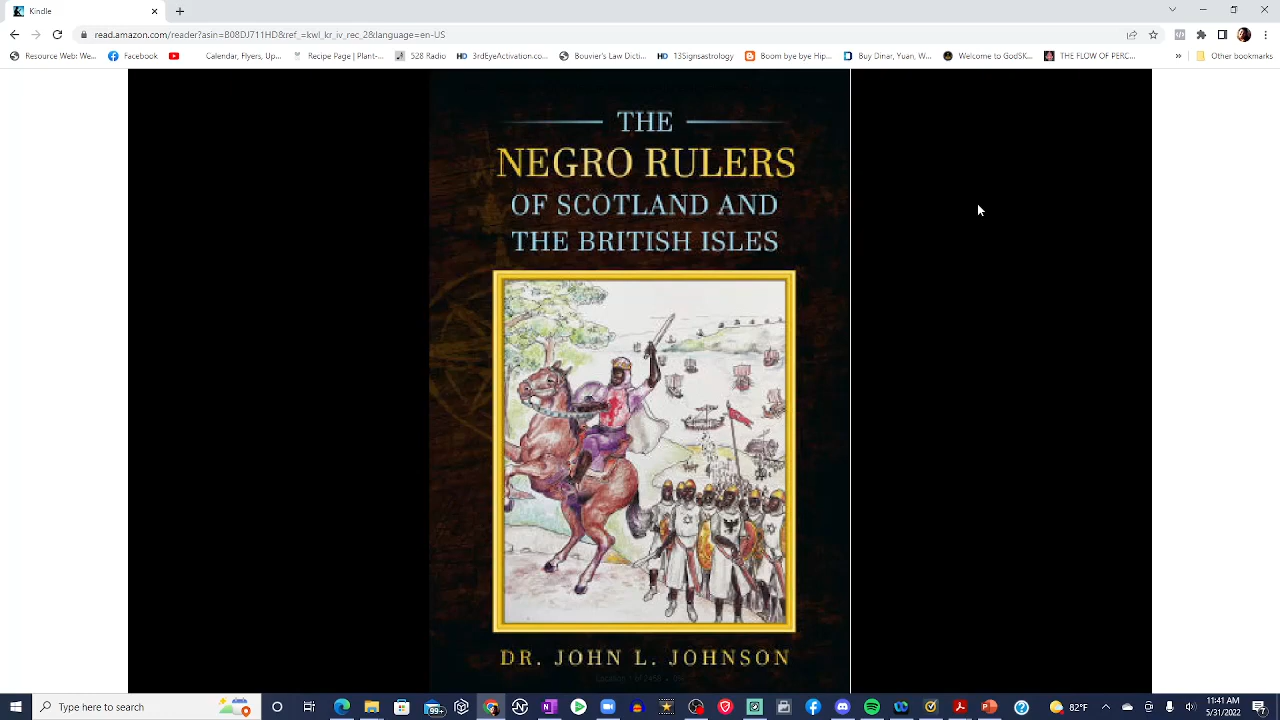 Kindle
read.amazon.com/reader?asin=B08DJ711HD&ref_=kwl_kr_iv_rec_2&language=en-US
Resource Web: We... Facebook Calendar, Flyers, Up... Recipe Page | Plant-... 528 Radio 3rdEyeActivation.co... Bouvier's Law Dicti... 13Signastrology Boom bye bye Hip... Buy Dinar, Yuan, W... Welcome to GodSK... THE FLOW OF PERC... » Other bookmarks
THE
NEGRO RULERS
OF SCOTLAND AND
THE BRITISH ISLES
DR. JOHN L. JOHNSON
Type here to search
99+
82°F
11:41 AM
5/31/2022